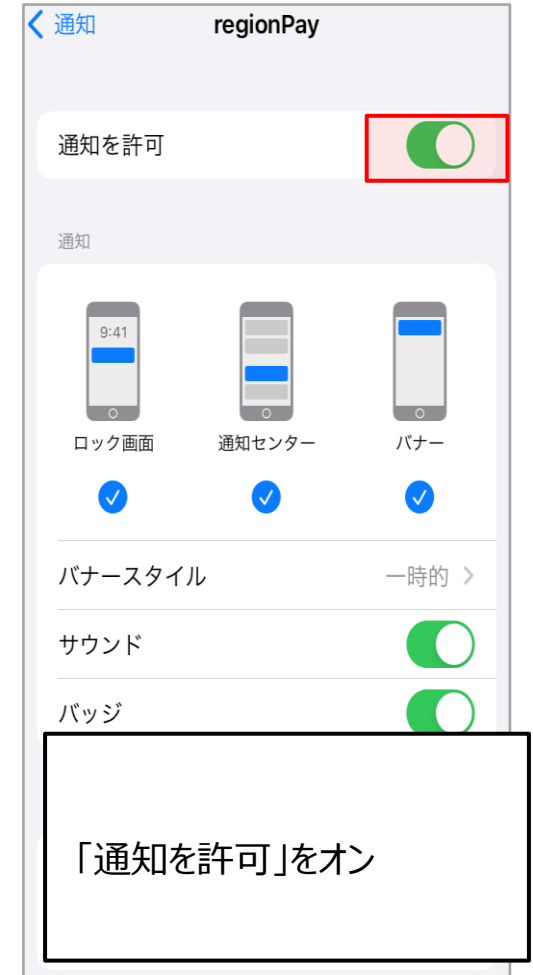 通知 regionPay
通知を許可
通知
9:41
ロック画面 通知センター バナー
バナースタイル 一時的
サウンド
バッジ
「通知を許可」をオン